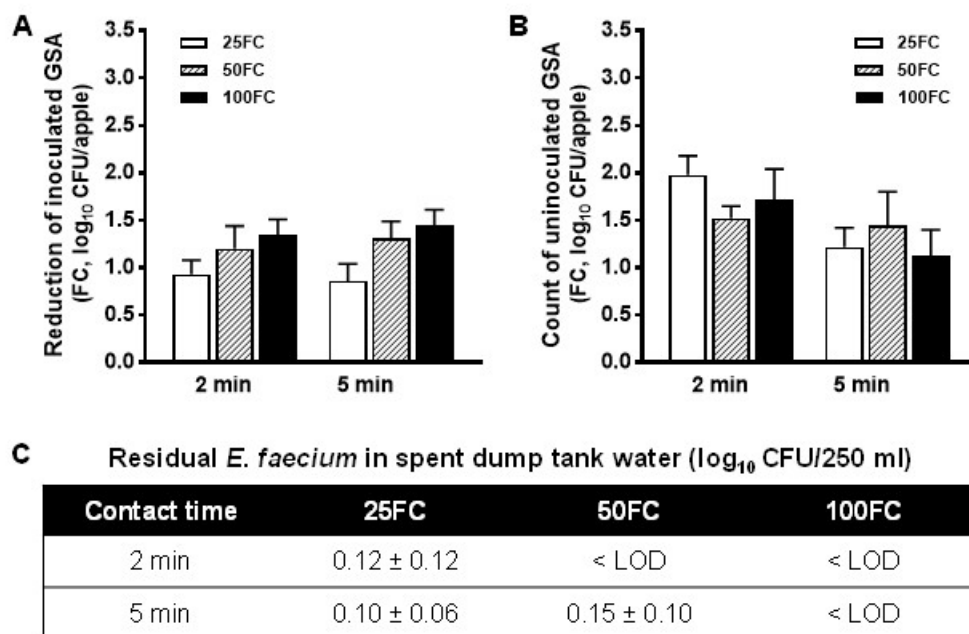 A
Reduction of inoculated GSA
(FC, log₁₀ CFU/apple)
3.5
3.0
2.5
2.0
1.5
1.0
0.5
0.0
25FC
50FC
100FC
2 min 5 min
B
Count of uninoculated GSA
(FC, log₁₀ CFU/apple)
3.5
3.0
2.5
2.0
1.5
1.0
0.5
0.0
25FC
50FC
100FC
2 min 5 min
C Residual E. faecium in spent dump tank water (log₁₀ CFU/250 ml)
Contact time 25FC 50FC 100FC
2 min 0.12 ± 0.12 < LOD < LOD
5 min 0.10 ± 0.06 0.15 ± 0.10 < LOD